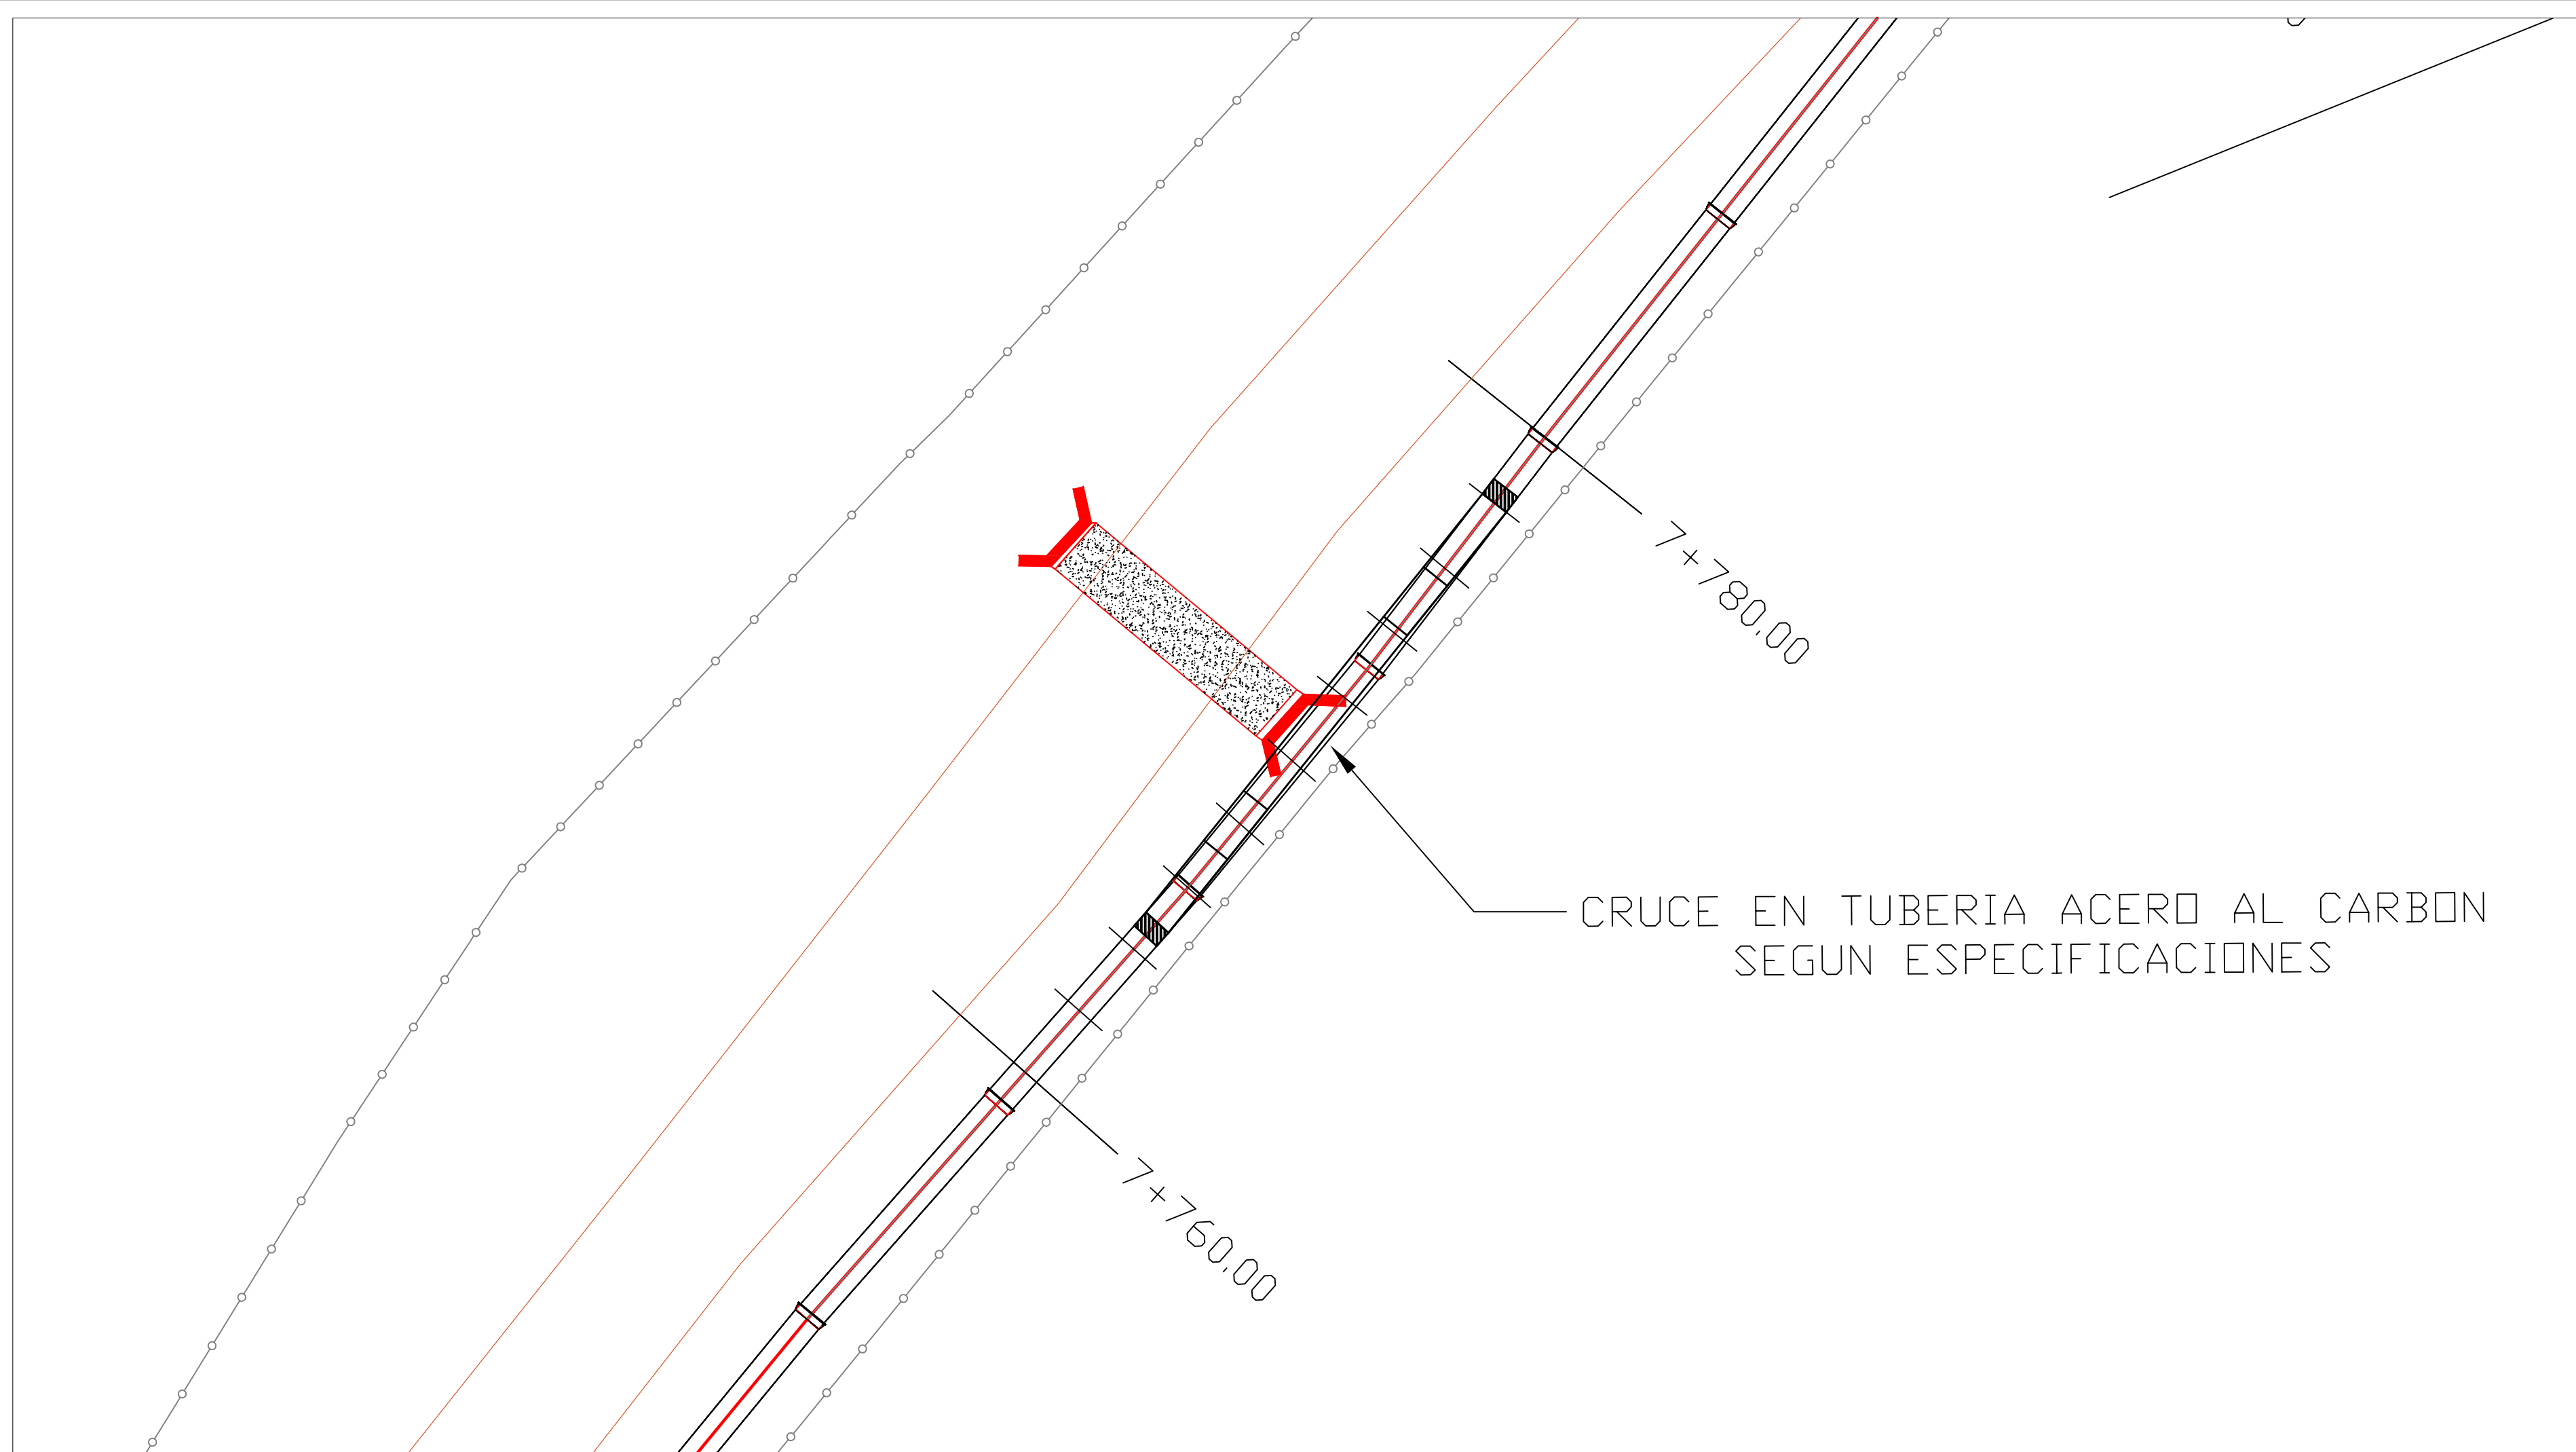 7+780,00
CRUCE EN TUBERIA ACERO AL CARBON
SEGUN ESPECIFICACIONES
7+760,00